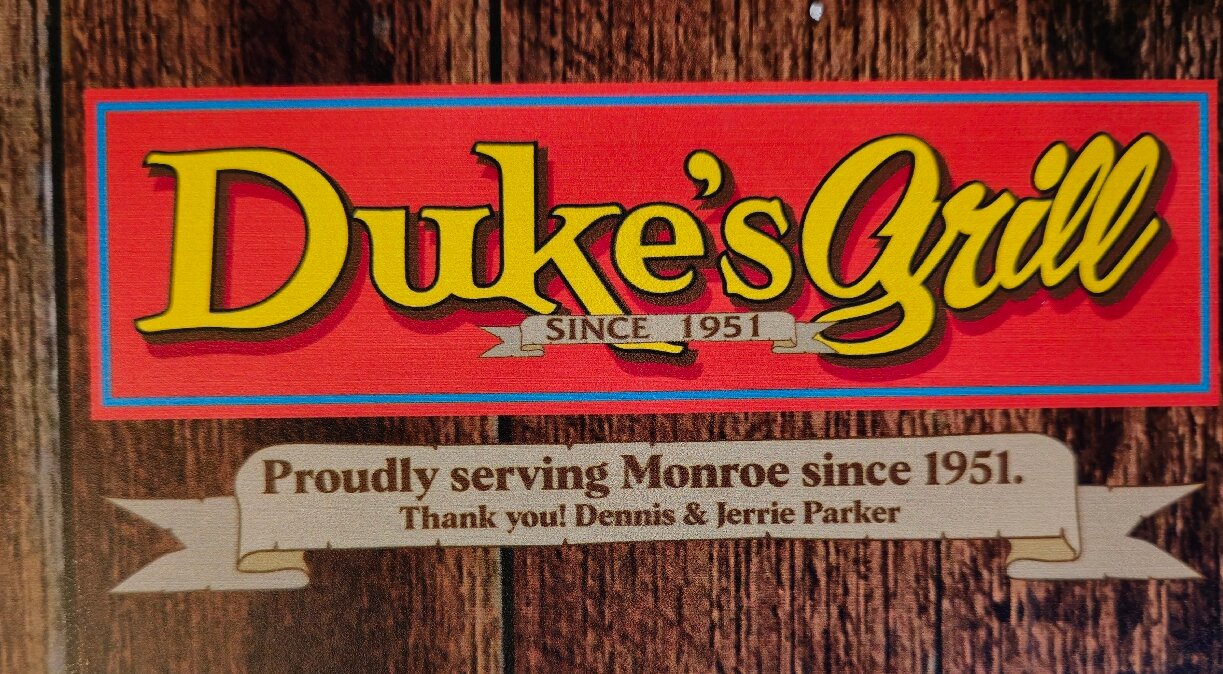 Duke's Grill
SINCE 1951
Proudly serving Monroe since 1951.
Thank you! Dennis & Jerrie Parker